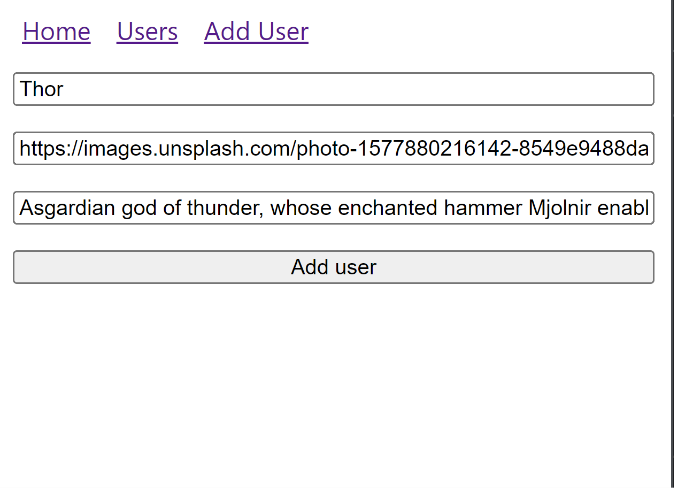 Home Users Add User
Thor
https://images.unsplash.com/photo-1577880216142-8549e9488da
Asgardian god of thunder, whose enchanted hammer Mjolnir enabl
Add user